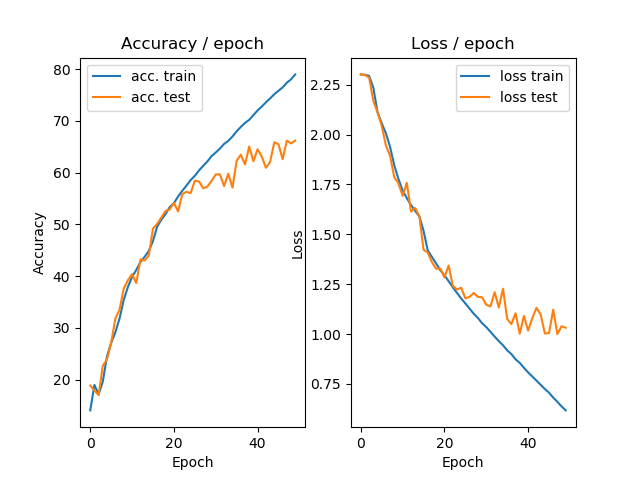 Accuracy / epoch
acc. train
acc. test
80
70
60
50
40
30
20
Accuracy
0
20
40
Epoch
Loss / epoch
loss train
loss test
2.25
2.00
1.75
1.50
1.25
1.00
0.75
Loss
0
20
40
Epoch